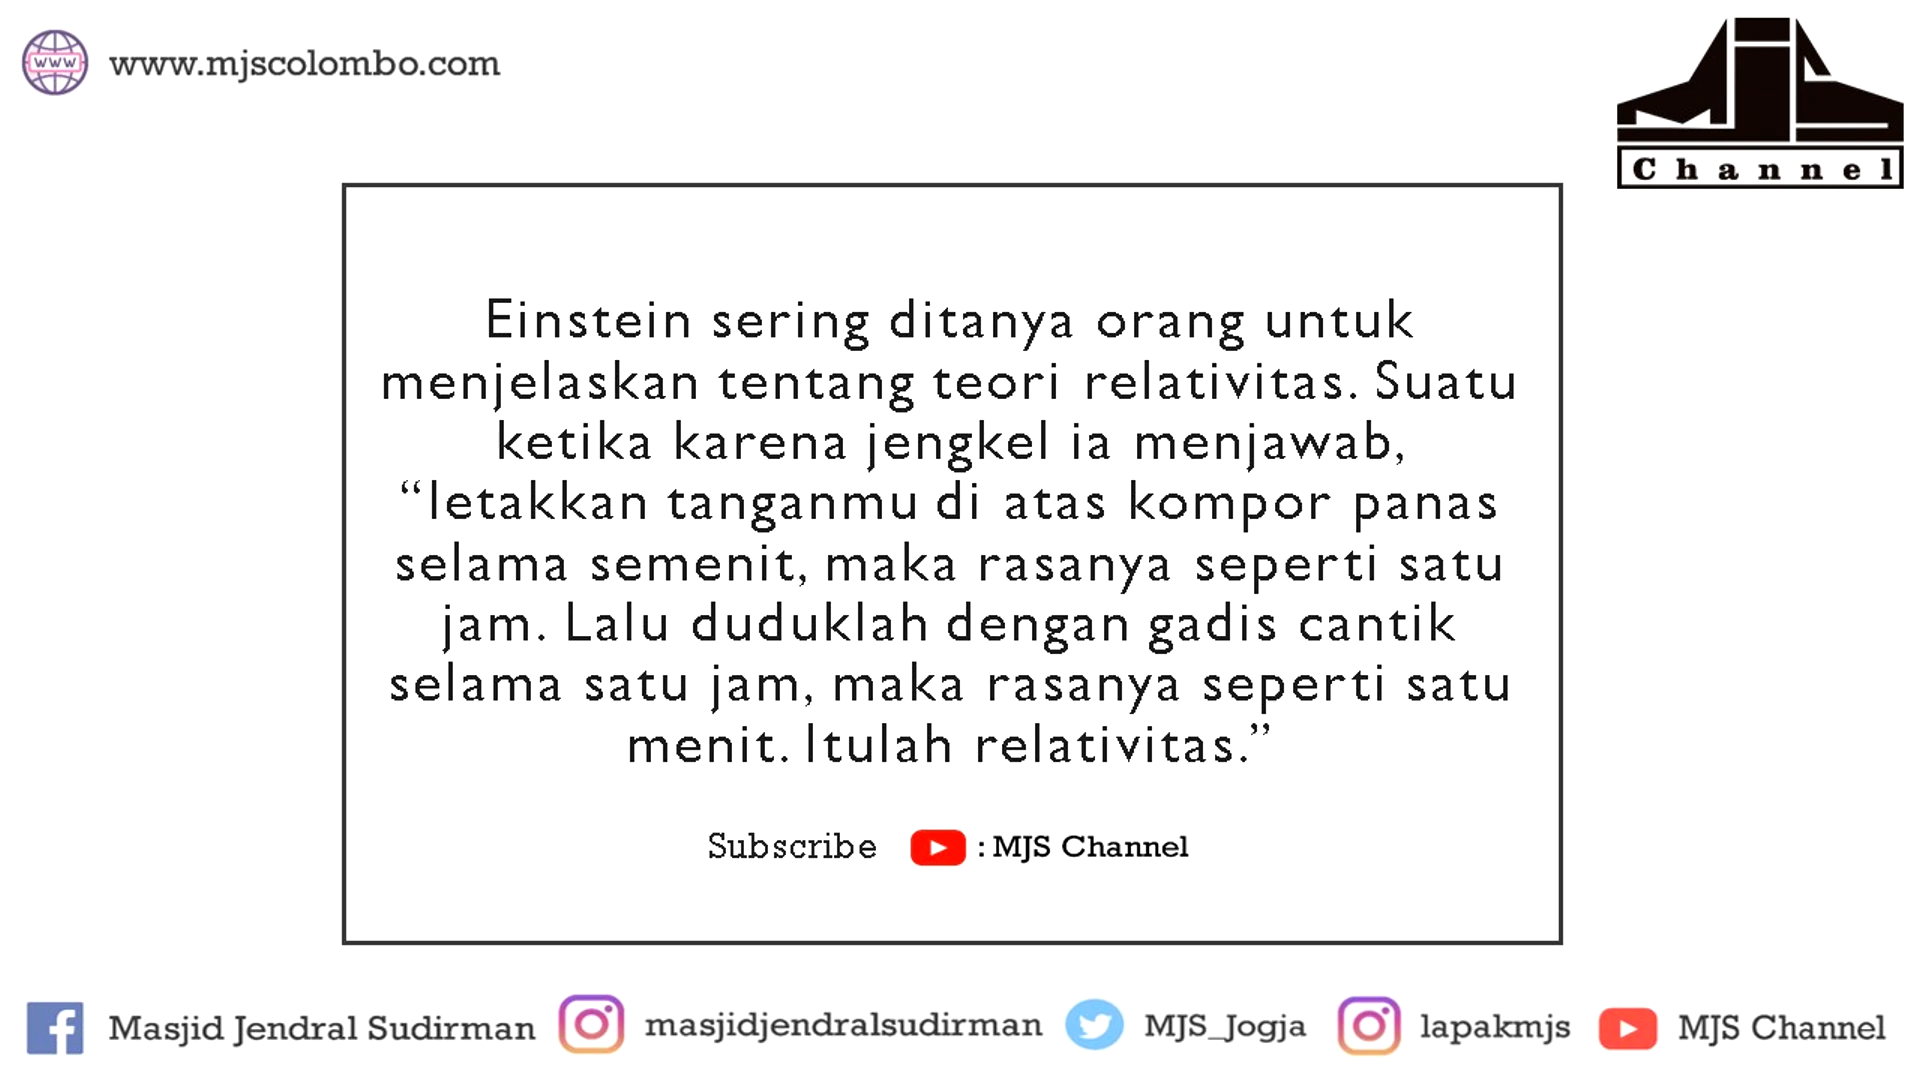 www
www.mjscolombo.com
MJS
Channel
Einstein sering ditanya orang untuk
menjelaskan tentang teori relativitas. Suatu
ketika karena jengkel ia menjawab,
“letakkan tanganmu di atas kompor panas
selama semenit, maka rasanya seperti satu
jam. Lalu duduklah dengan gadis cantik
selama satu jam, maka rasanya seperti satu
menit. Itulah relativitas.”
Subscribe : MJS Channel
Masjid Jendral Sudirman masjidjendralsudirman MJS_Jogja lapakmjs MJS Channel